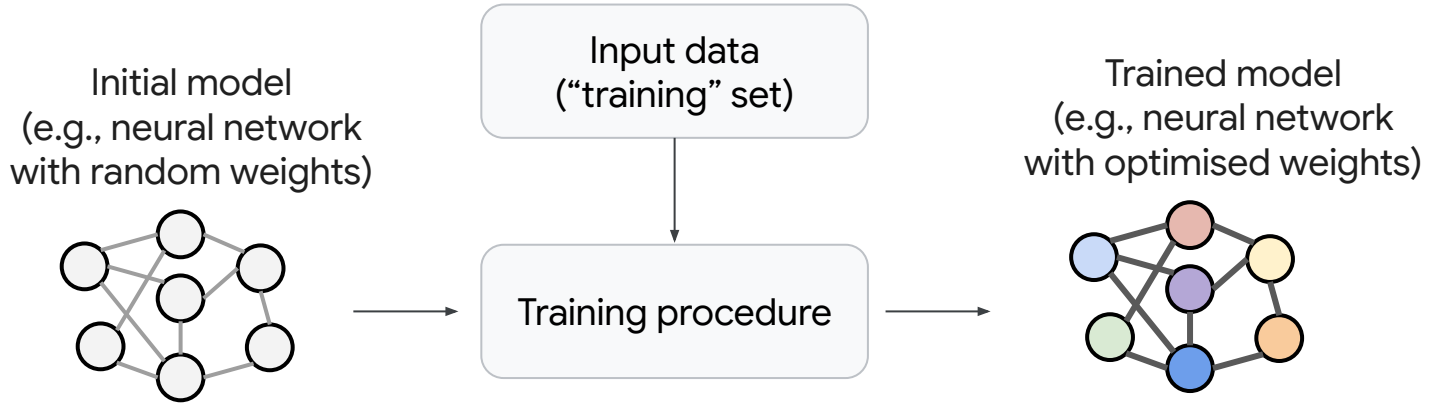 Initial model
(e.g., neural network
with random weights)
Input data
(“training” set)
Training procedure
Trained model
(e.g., neural network
with optimised weights)